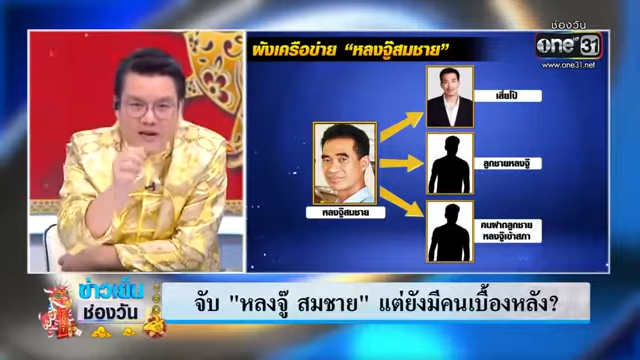 ช่องวัน
one 31
www.one31.net
ผังเครือข่าย "หลงจู๊สมชาย"
เสี่ยโป้
หลงจู๊สมชาย
ลูกชายหลงจู๊
คนฝากลูกชาย
หลงจู๊เข้าสภา
ข่าวเย็น
ช่องวัน
จับ "หลงจู๊ สมชาย" แต่ยังมีคนเบื้องหลัง?